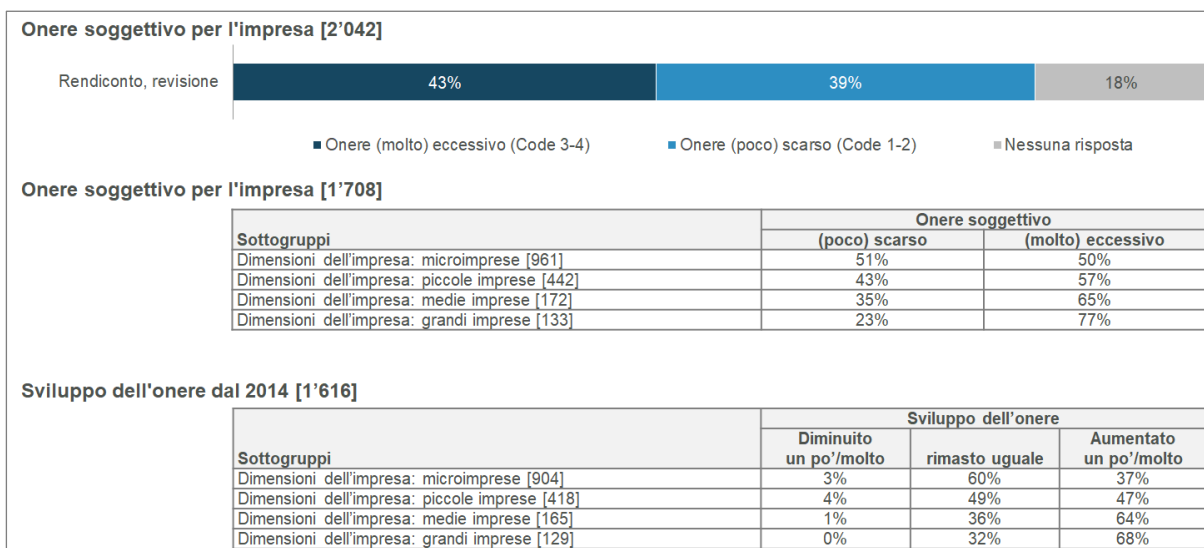 Onere soggettivo per l'impresa [2’042]
Rendiconto, revisione 43% 39% 18%
Onere (molto) eccessivo (Code 3-4) Onere (poco) scarso (Code 1-2) Nessuna risposta
Onere soggettivo per l'impresa [1’708]
Onere soggettivo
Sottogruppi (poco) scarso (molto) eccessivo
Dimensioni dell'impresa: microimprese [961] 51% 50%
Dimensioni dell'impresa: piccole imprese [442] 43% 57%
Dimensioni dell'impresa: medie imprese [172] 35% 65%
Dimensioni dell'impresa: grandi imprese [133] 23% 77%
Sviluppo dell'onere dal 2014 [1’616]
Sviluppo dell’onere
Diminuito Aumentato
Sottogruppi un po’/molto rimasto uguale un po’/molto
Dimensioni dell'impresa: microimprese [904] 3% 60% 37%
Dimensioni dell'impresa: piccole imprese [418] 4% 49% 47%
Dimensioni dell'impresa: medie imprese [165] 1% 36% 64%
Dimensioni dell'impresa: grandi imprese [129] 0% 32% 68%